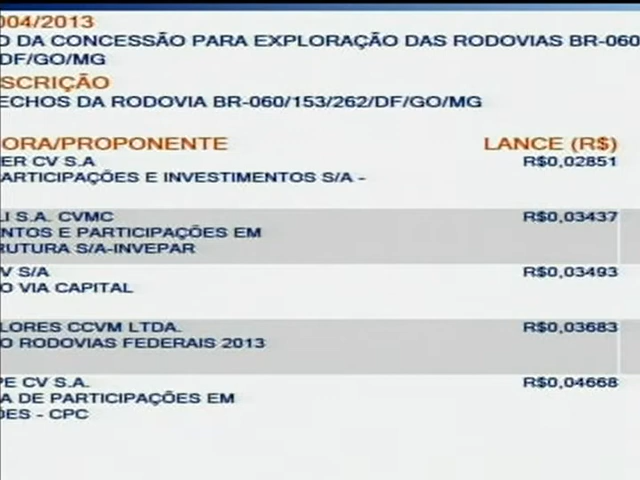 004/2013
O DA CONCESSÃO PARA EXPLORAÇÃO DAS RODOVIAS BR-060
DF/GO/MG
SCRIÇÃO
ECHOS DA RODOVIA BR-060/153/262/DF/GO/MG
ORA/PROPONENTE LANCE (R$)
ER CV S.A R$0,02851
ARTICIPAÇÕES E INVESTIMENTOS S/A -
LI S.A. CVMC R$0,03437
NTOS E PARTICIPAÇÕES EM
RUTURA S/A-INVEPAR
V S/A R$0,03493
O VIA CAPITAL
LORES CCVM LTDA. R$0,03683
O RODOVIAS FEDERAIS 2013
PE CV S.A. R$0,04668
A DE PARTICIPAÇÕES EM
ÕES - CPC